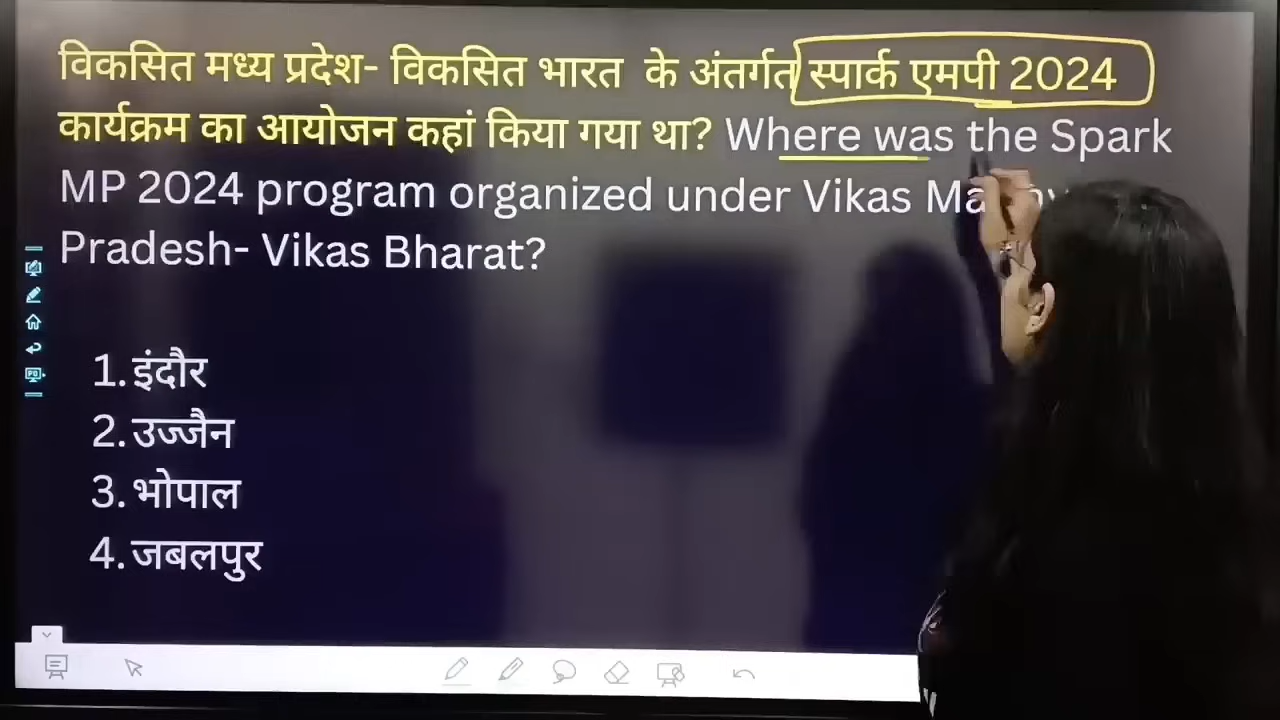 विकसित मध्य प्रदेश- विकसित भारत के अंतर्गत स्पार्क एमपी 2024
कार्यक्रम का आयोजन कहां किया गया था? Where was the Spark
MP 2024 program organized under Vikas
Pradesh- Vikas Bharat?
1. इंदौर
2. उज्जैन
3. भोपाल
4. जबलपुर